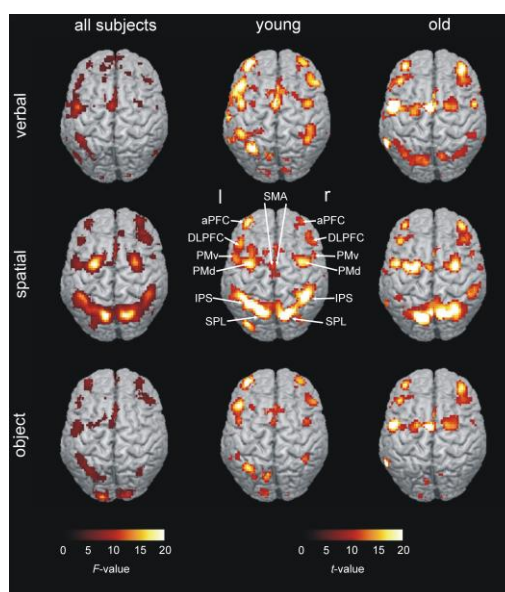 all subjects young old
verbal
l SMA r
aPFC aPFC
DLPFC DLPFC
PMv PMv
PMd PMd
spatial
IPS IPS
SPL SPL
object
0 5 10 15 20 0 5 10 15 20
F-value t-value